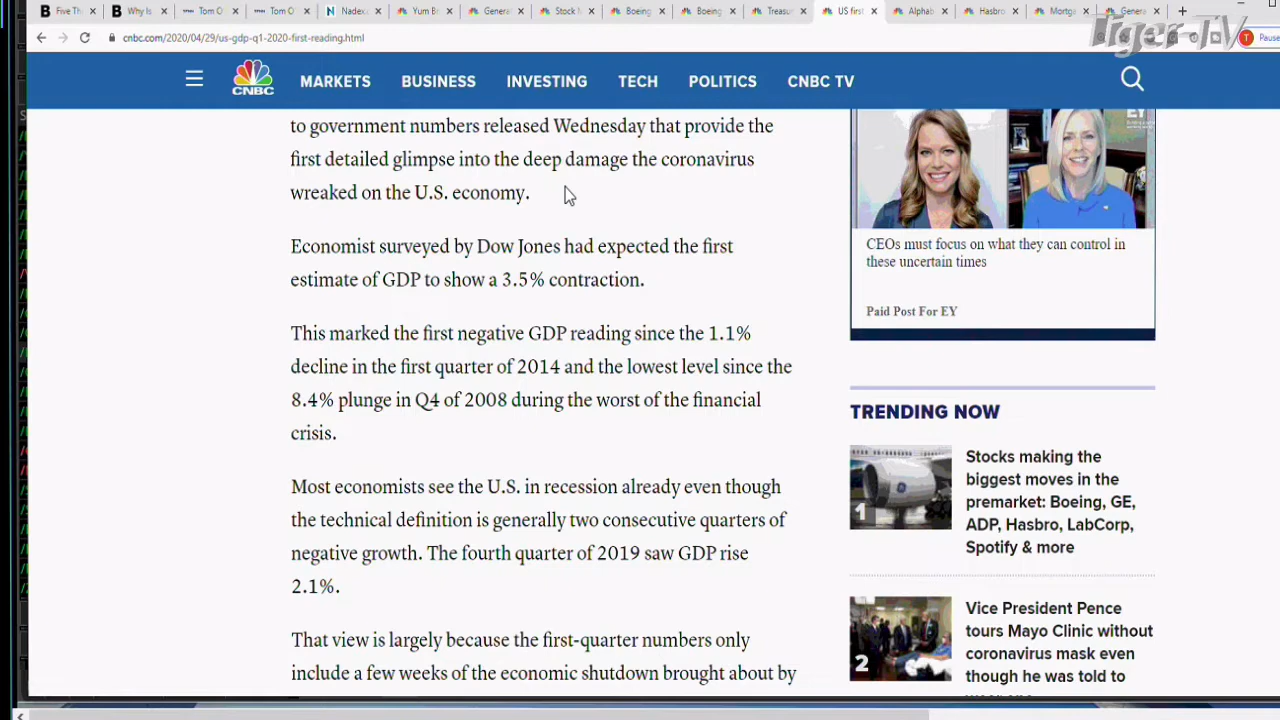 Five Th
Why Is
Tom O
Tom O
Nadex
Yum Br
Genera
Stock M
Boeing
Boeing
Treasu
US first
Alphab
Hasbro
Mortga
Genera
cnbc.com/2020/04/29/us-gdp-q1-2020-first-reading.html
Tiger-TV
T
Pause
CNBC
MARKETS
BUSINESS
INVESTING
TECH
POLITICS
CNBC TV
to government numbers released Wednesday that provide the
first detailed glimpse into the deep damage the coronavirus
wreaked on the U.S. economy.
Economist surveyed by Dow Jones had expected the first
estimate of GDP to show a 3.5% contraction.
This marked the first negative GDP reading since the 1.1%
decline in the first quarter of 2014 and the lowest level since the
8.4% plunge in Q4 of 2008 during the worst of the financial
crisis.
Most economists see the U.S. in recession already even though
the technical definition is generally two consecutive quarters of
negative growth. The fourth quarter of 2019 saw GDP rise
2.1%.
That view is largely because the first-quarter numbers only
include a few weeks of the economic shutdown brought about by
EY
CEOs must focus on what they can control in
these uncertain times
Paid Post For EY
TRENDING NOW
1
Stocks making the
biggest moves in the
premarket: Boeing, GE,
ADP, Hasbro, LabCorp,
Spotify & more
2
Vice President Pence
tours Mayo Clinic without
coronavirus mask even
though he was told to